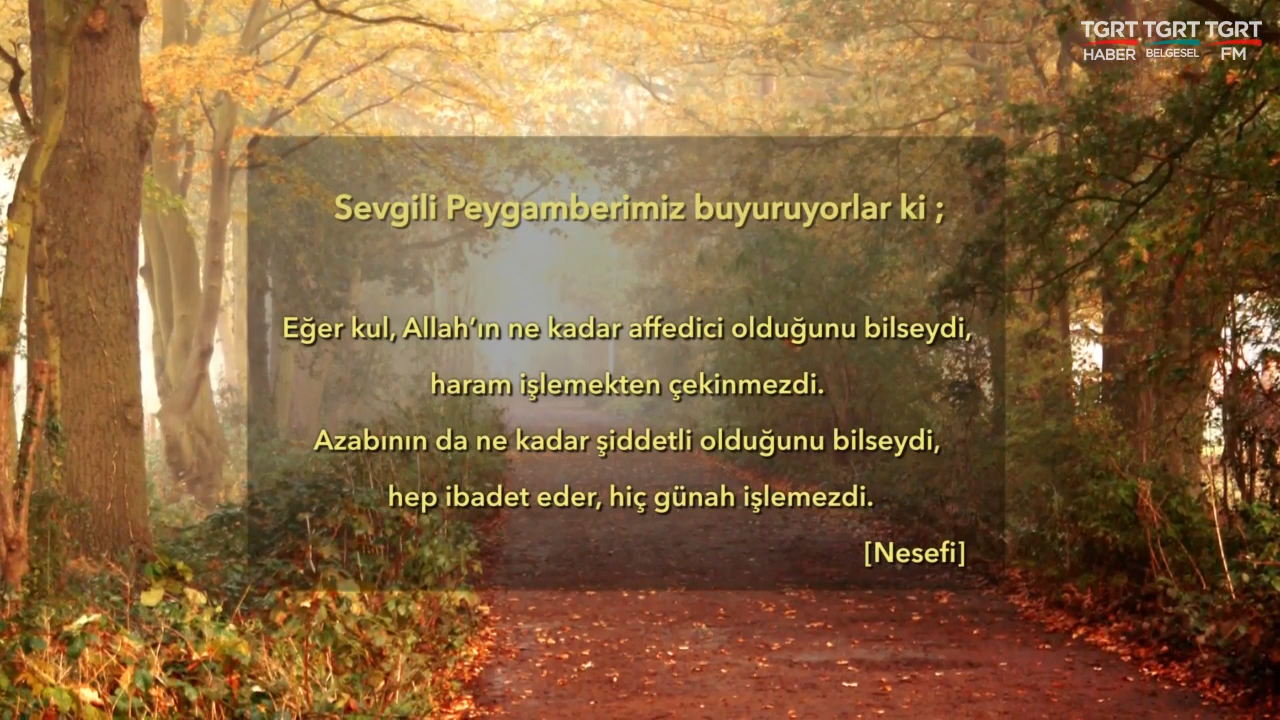 TGRT TGRT TGRT
HABER BELGESEL FM
Sevgili Peygamberimiz buyuruyorlar ki ;
Eğer kul, Allah’ın ne kadar affedici olduğunu bilseydi,
haram işlemekten çekinmezdi.
Azabının da ne kadar şiddetli olduğunu bilseydi,
hep ibadet eder, hiç günah işlemezdi.
[Nesefi]